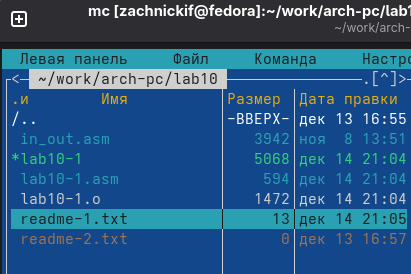 mc [zachnickif@fedora]:~/work/arch-pc/lab1
~/work/arch-pc
Левая панель Файл Команда Настро
<— ~/work/arch-pc/lab10 .[^]>
.и Имя Размер Дата правки
/.. -ВВЕРХ- дек 13 16:55
in_out.asm 3942 ноя 8 13:51
*lab10-1 5068 дек 14 21:04
lab10-1.asm 594 дек 14 21:04
lab10-1.o 1472 дек 14 21:04
readme-1.txt 13 дек 14 21:05
readme-2.txt 0 дек 13 16:57